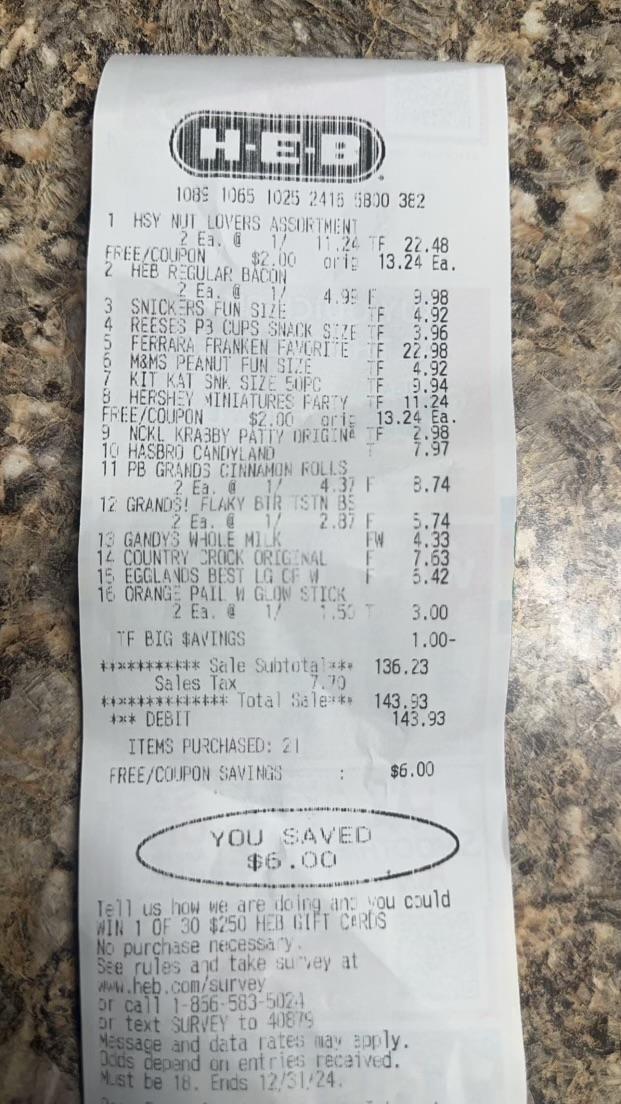 H-E-B
1089 1065 1025 2415 5800 382
1 HSY NUT LOVERS ASSORTMENT
2 Ea. @ 1/ 11.24 TF 22.48
FREE/COUPON $2.00 orig 13.24 Ea.
2 HEB REGULAR BACON
2 Ea. @ 1/ 4.99 F 9.98
3 SNICKERS FUN SIZE TF 4.92
4 REESES PB CUPS SNACK SIZE TF 3.96
5 FERRARA FRANKEN FAVORITE TF 22.98
6 M&MS PEANUT FUN SIZE TF 4.92
7 KIT KAT SNK SIZE 50PC TF 9.94
8 HERSHEY MINIATURES PARTY TF 11.24
FREE/COUPON $2.00 orig 13.24 Ea.
9 NCKL KRABBY PATTY ORIGINA TF 2.98
10 HASBRO CANDYLAND T 7.97
11 PB GRANDS CINNAMON ROLLS
2 Ea. @ 1/ 4.37 F 8.74
12 GRANDS! FLAKY BTR TSTN BS
2 Ea. @ 1/ 2.87 F 5.74
13 GANDY'S WHOLE MILK FW 4.33
14 COUNTRY CROCK ORIGINAL F 7.63
15 EGGLANDS BEST LG CF W F 6.42
16 ORANGE PAIL W GLOW STICK
2 Ea. @ 1/ 1.50 T 3.00
TF BIG $AVINGS 1.00-
*********** Sale Subtotal*** 136.23
Sales Tax 7.70
************** Total Sale*** 143.93
*** DEBIT 143.93
ITEMS PURCHASED: 21
FREE/COUPON SAVINGS : $6.00
YOU SAVED
$6.00
Tell us how we are doing and you could
WIN 1 OF 30 $250 HEB GIFT CARDS
No purchase necessary.
See rules and take survey at
www.heb.com/survey
or call 1-856-583-5024
or text SURVEY to 40879
Message and data rates may apply.
Odds depend on entries received.
Must be 18. Ends 12/31/24.